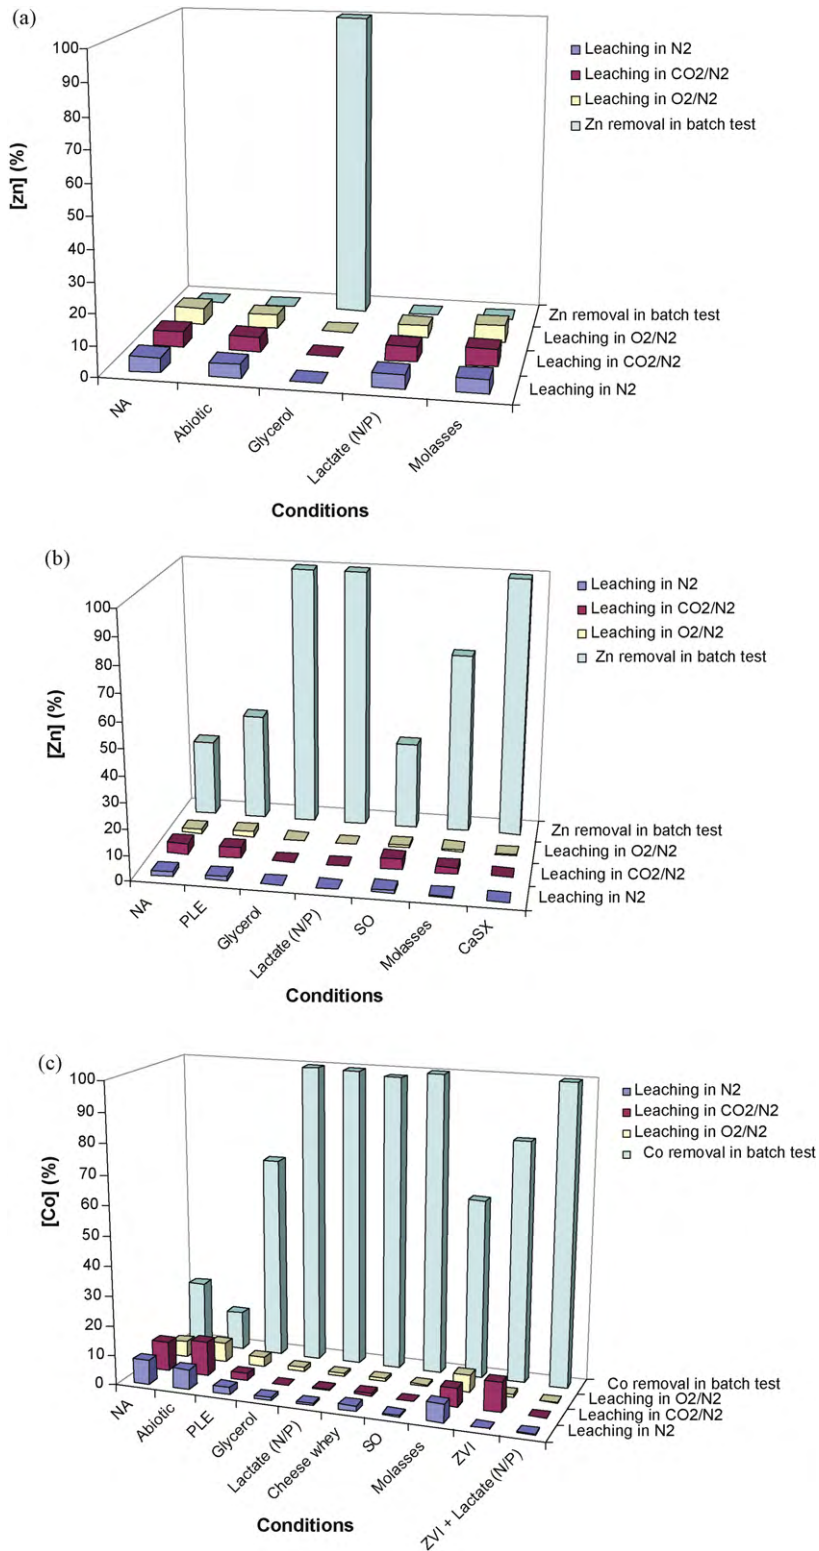 (a)
100
90
80
70
60
50
40
30
20
10
0
[zn] (%)
Leaching in N2
Leaching in CO2/N2
Leaching in O2/N2
Zn removal in batch test
Zn removal in batch test
Leaching in O2/N2
Leaching in CO2/N2
Leaching in N2
NA
Abiotic
Glycerol
Lactate (N/P)
Molasses
Conditions
(b)
100
90
80
70
60
50
40
30
20
10
0
[Zn] (%)
Leaching in N2
Leaching in CO2/N2
Leaching in O2/N2
Zn removal in batch test
Zn removal in batch test
Leaching in O2/N2
Leaching in CO2/N2
Leaching in N2
NA
PLE
Glycerol
Lactate (N/P)
SO
Molasses
CaSX
Conditions
(c)
100
90
80
70
60
50
40
30
20
10
0
[Co] (%)
Leaching in N2
Leaching in CO2/N2
Leaching in O2/N2
Co removal in batch test
Co removal in batch test
Leaching in O2/N2
Leaching in CO2/N2
Leaching in N2
NA
Abiotic
PLE
Glycerol
Lactate (N/P)
Cheese whey
SO
Molasses
ZVI
ZVI + Lactate (N/P)
Conditions